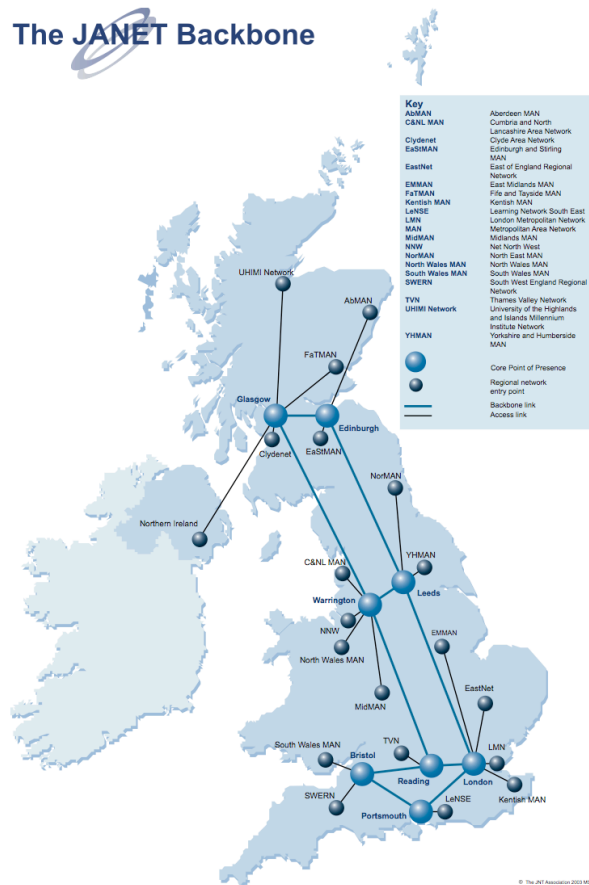 The JANET Backbone
Key
AbMAN Aberdeen MAN
C&NL MAN Cumbria and North
Lancashire Area Network
Clydenet Clyde Area Network
EaStMAN Edinburgh and Stirling
MAN
EastNet East of England Regional
Network
EMMAN East Midlands MAN
FaTMAN Fife and Tayside MAN
Kentish MAN Kentish MAN
LeNSE Learning Network South East
LMN London Metropolitan Network
MAN Metropolitan Area Network
MidMAN Midlands MAN
NNW Net North West
NorMAN North East MAN
North Wales MAN North Wales MAN
South Wales MAN South Wales MAN
SWERN South West England Regional
Network
TVN Thames Valley Network
UHIMI Network University of the Highlands
and Islands Millennium
Institute Network
YHMAN Yorkshire and Humberside
MAN
Core Point of Presence
Regional network
entry point
Backbone link
Access link
UHIMI Network
AbMAN
FaTMAN
Glasgow
Edinburgh
Clydenet
EaStMAN
NorMAN
Northern Ireland
C&NL MAN
YHMAN
Warrington
Leeds
NNW
EMMAN
North Wales MAN
EastNet
MidMAN
South Wales MAN
TVN
LMN
Bristol
Reading
London
SWERN
LeNSE
Kentish MAN
Portsmouth
© The JNT Association 2003